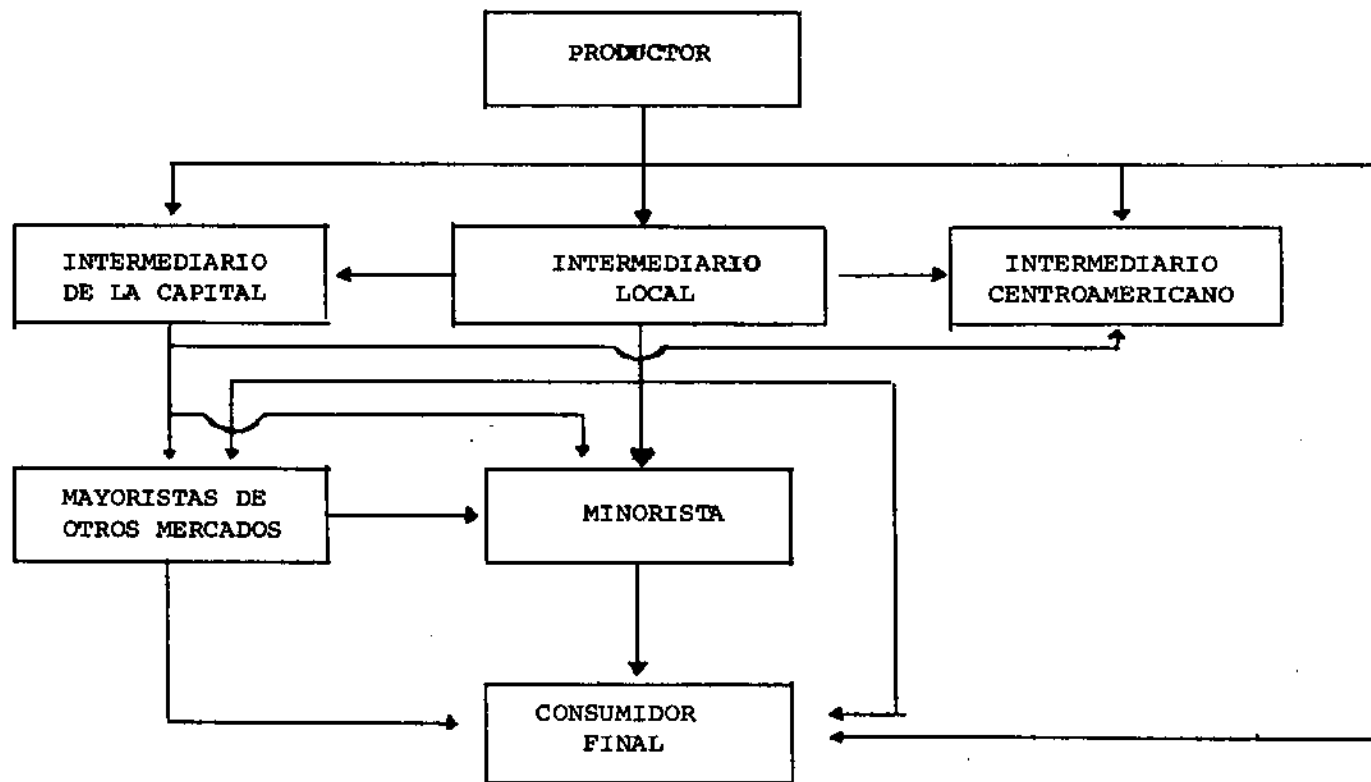 PRODUCTOR
INTERMEDIARIO
DE LA CAPITAL
INTERMEDIARIO
LOCAL
INTERMEDIARIO
CENTROAMERICANO
MAYORISTAS DE
OTROS MERCADOS
MINORISTA
CONSUMIDOR
FINAL